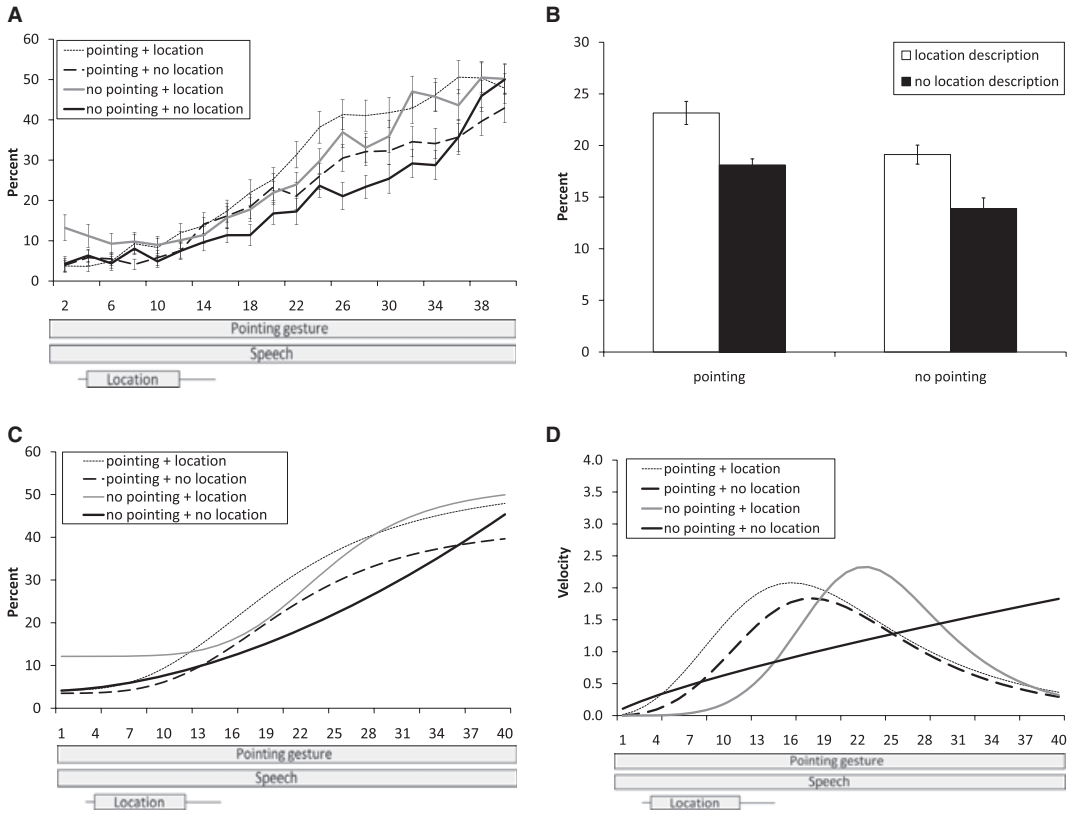 A
60
50
40
30
20
10
0
Percent
pointing + location
pointing + no location
no pointing + location
no pointing + no location
2 6 10 14 18 22 26 30 34 38
Pointing gesture
Speech
Location
B
30
25
20
15
10
5
0
Percent
location description
no location description
pointing no pointing
C
60
50
40
30
20
10
0
Percent
pointing + location
pointing + no location
no pointing + location
no pointing + no location
1 4 7 10 13 16 19 22 25 28 31 34 37 40
Pointing gesture
Speech
Location
D
4.0
3.5
3.0
2.5
2.0
1.5
1.0
0.5
0.0
Velocity
pointing + location
pointing + no location
no pointing + location
no pointing + no location
1 4 7 10 13 16 19 22 25 28 31 34 37 40
Pointing gesture
Speech
Location